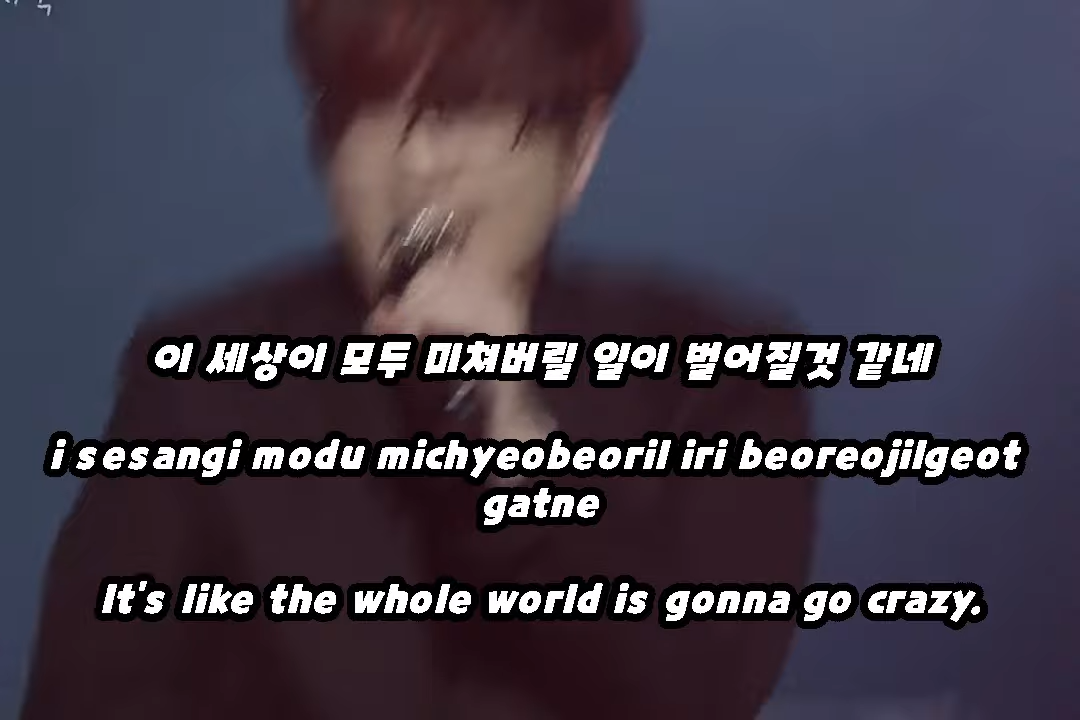 이 세상이 모두 미쳐버릴 일이 벌어질것 같네
i sesangi modu michyeobeoril iri beoreojilgeot
gatne
It's like the whole world is gonna go crazy.